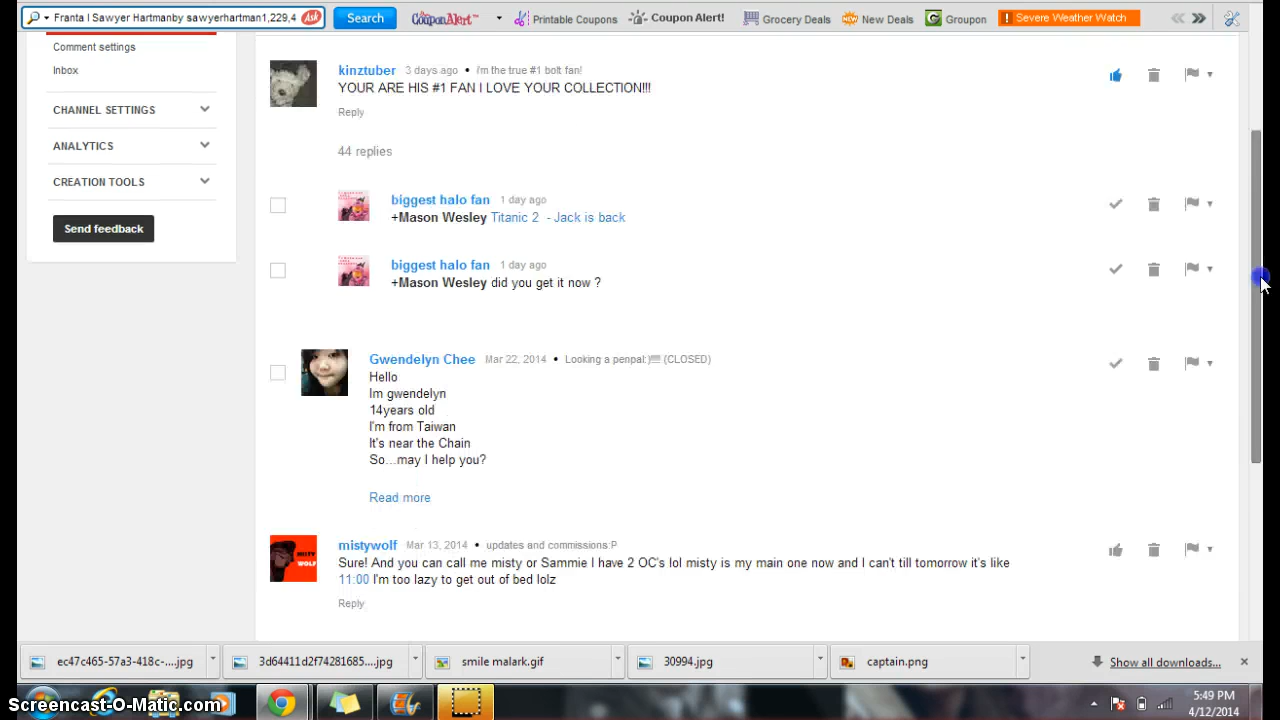 Franta I Sawyer Hartmanby sawyerhartman1,229,4 Ask Search theCouponAlert™ Printable Coupons Coupon Alert! Grocery Deals New Deals Groupon Severe Weather Watch
Comment settings
Inbox
CHANNEL SETTINGS
ANALYTICS
CREATION TOOLS
Send feedback
kinztuber 3 days ago • i'm the true #1 bolt fan!
YOUR ARE HIS #1 FAN I LOVE YOUR COLLECTION!!!
Reply
44 replies
biggest halo fan 1 day ago
+Mason Wesley Titanic 2 - Jack is back
biggest halo fan 1 day ago
+Mason Wesley did you get it now ?
Gwendelyn Chee Mar 22, 2014 • Looking a penpal:)!!!! (CLOSED)
Hello
Im gwendelyn
14years old
I'm from Taiwan
It's near the Chain
So...may I help you?
Read more
MISTY
WOLF
mistywolf Mar 13, 2014 • updates and commissions:P
Sure! And you can call me misty or Sammie I have 2 OC's lol misty is my main one now and I can't till tomorrow it's like
11:00 I'm too lazy to get out of bed lolz
Reply
ec47c465-57a3-418c-....jpg 3d64411d2f74281685....jpg smile malark.gif 30994.jpg captain.png Show all downloads...
Screencast-O-Matic.com
5:49 PM
4/12/2014